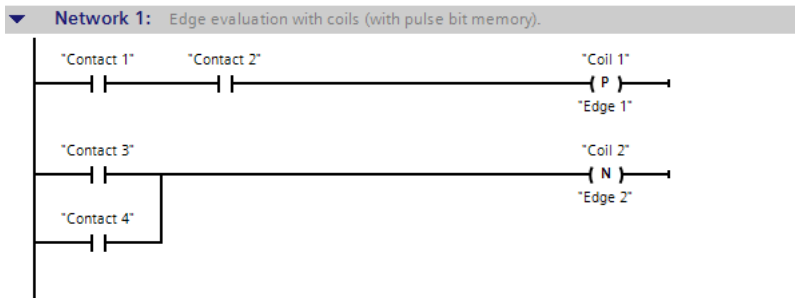 Network 1: Edge evaluation with coils (with pulse bit memory).
"Contact 1" "Contact 2" "Coil 1"
P
"Edge 1"
"Contact 3" "Coil 2"
N
"Edge 2"
"Contact 4"